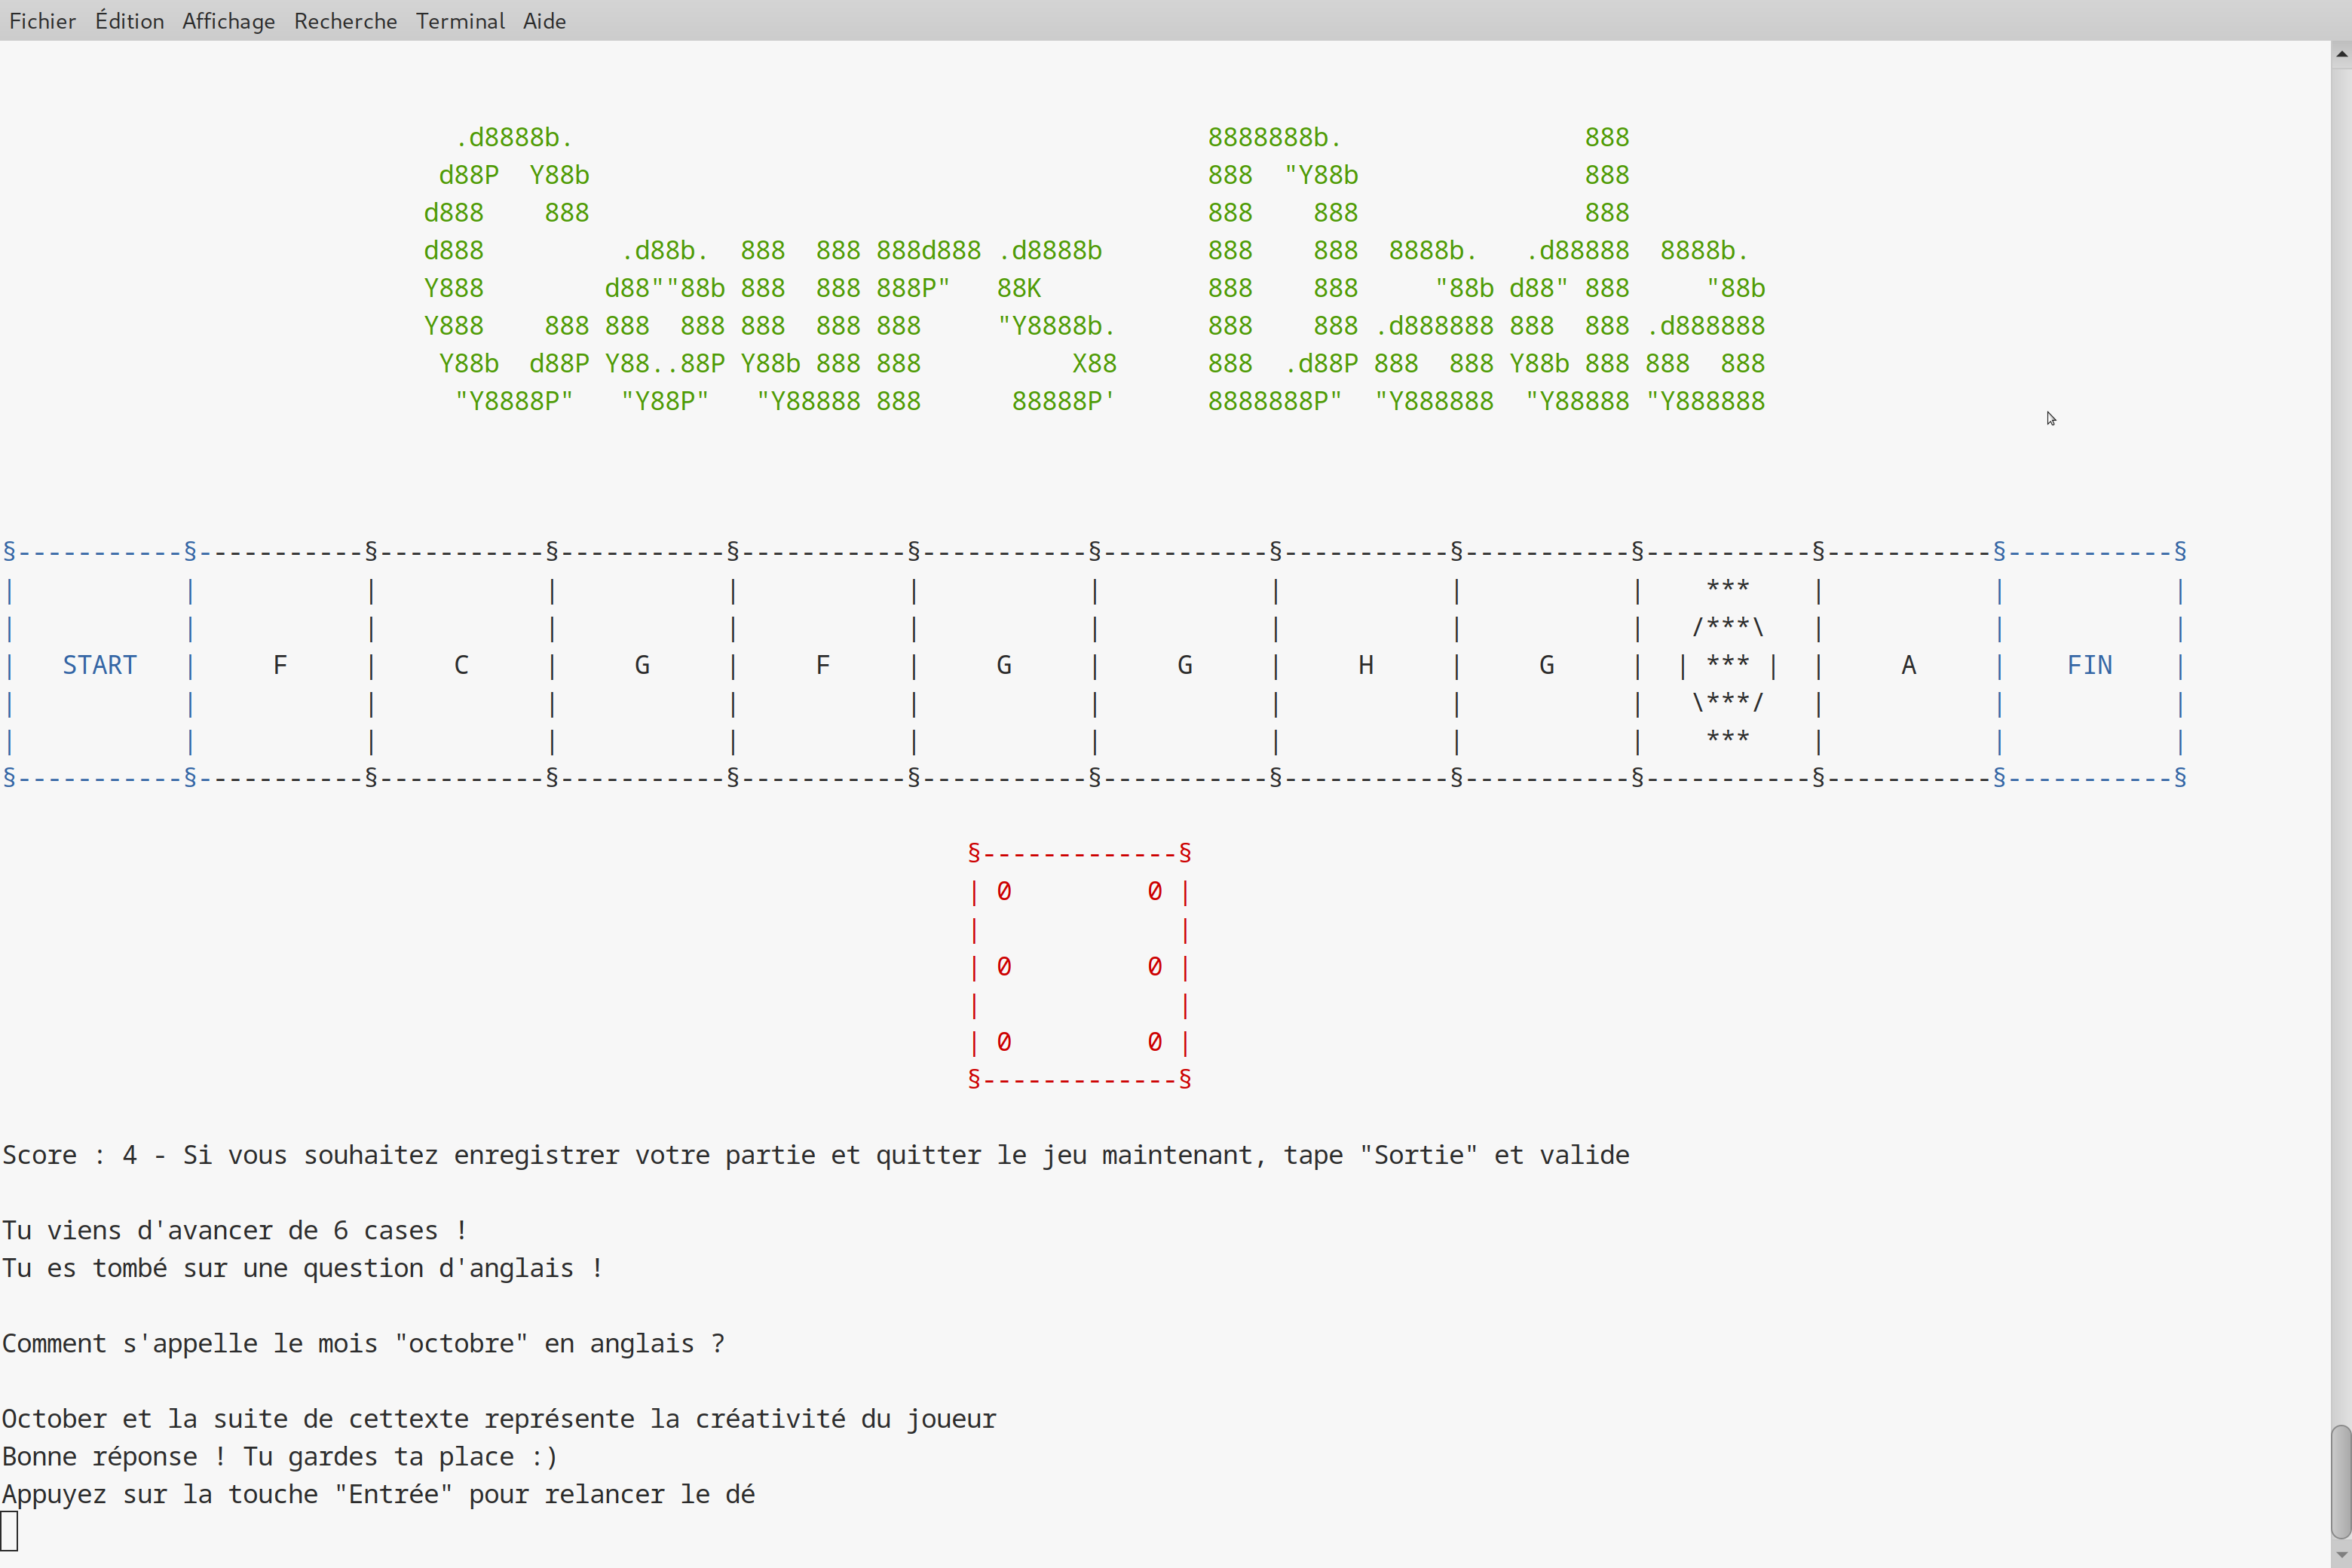 Fichier Édition Affichage Recherche Terminal Aide
  .d8888b.                                          8888888b.                888
 d88P  Y88b                                         888  "Y88b               888
d888    888                                         888    888               888
d888         .d88b.  888  888 888d888 .d8888b       888    888  8888b.   .d88888  8888b.
Y888        d88""88b 888  888 888P"   88K           888    888     "88b d88" 888     "88b
Y888    888 888  888 888  888 888     "Y8888b.      888    888 .d888888 888  888 .d888888
 Y88b  d88P Y88..88P Y88b 888 888          X88      888  .d88P 888  888 Y88b 888 888  888
  "Y8888P"   "Y88P"   "Y88888 888      88888P'      8888888P"  "Y888888  "Y88888 "Y888888
§-----------§-----------§-----------§-----------§-----------§-----------§-----------§-----------§-----------§-----------§-----------§-----------§
|           |           |           |           |           |           |           |           |           |    ***    |           |           |
|           |           |           |           |           |           |           |           |           |   /***\   |           |           |
|   START   |     F     |     C     |     G     |     F     |     G     |     G     |     H     |     G     |  | *** |  |     A     |    FIN    |
|           |           |           |           |           |           |           |           |           |   \***/   |           |           |
|           |           |           |           |           |           |           |           |           |    ***    |           |           |
§-----------§-----------§-----------§-----------§-----------§-----------§-----------§-----------§-----------§-----------§-----------§-----------§
§-------------§
| 0         0 |
|             |
| 0         0 |
|             |
| 0         0 |
§-------------§
Score : 4 - Si vous souhaitez enregistrer votre partie et quitter le jeu maintenant, tape "Sortie" et valide
Tu viens d'avancer de 6 cases !
Tu es tombé sur une question d'anglais !
Comment s'appelle le mois "octobre" en anglais ?
October et la suite de cettexte représente la créativité du joueur
Bonne réponse ! Tu gardes ta place :)
Appuyez sur la touche "Entrée" pour relancer le dé